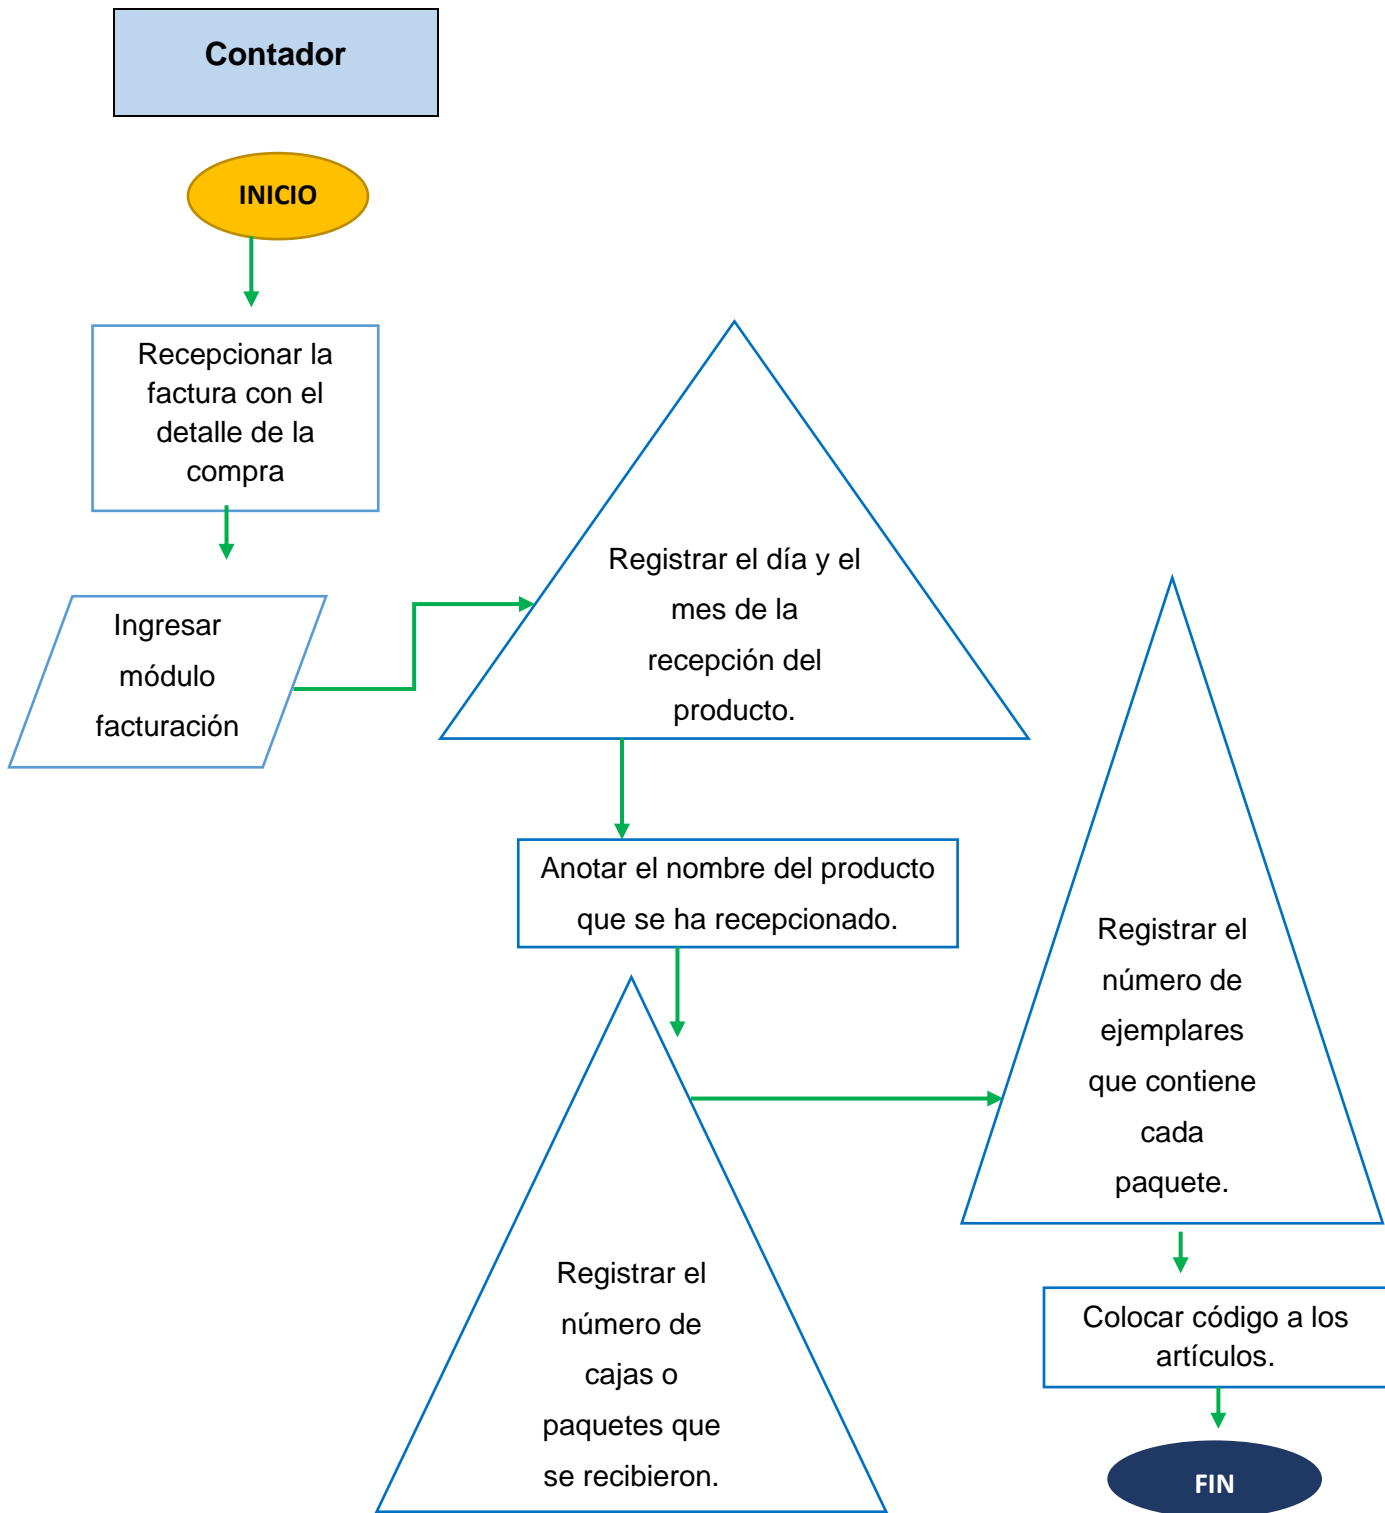 Contador
INICIO
Recepcionar la
factura con el
detalle de la
compra
Ingresar
módulo
facturación
Registrar el día y el
mes de la
recepción del
producto.
Anotar el nombre del producto
que se ha recepcionado.
Registrar el
número de
cajas o
paquetes que
se recibieron.
Registrar el
número de
ejemplares
que contiene
cada
paquete.
Colocar código a los
artículos.
FIN